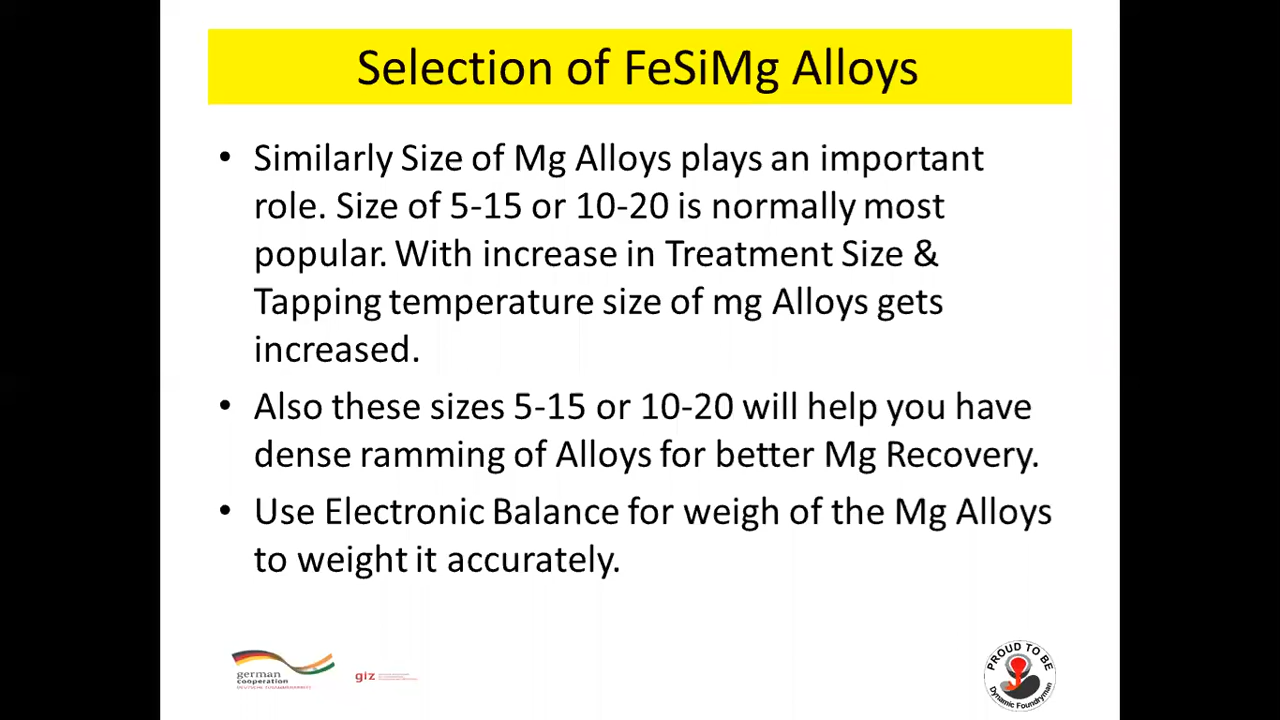 Selection of FeSiMg Alloys
• Similarly Size of Mg Alloys plays an important
role. Size of 5-15 or 10-20 is normally most
popular. With increase in Treatment Size &
Tapping temperature size of mg Alloys gets
increased.
• Also these sizes 5-15 or 10-20 will help you have
dense ramming of Alloys for better Mg Recovery.
• Use Electronic Balance for weigh of the Mg Alloys
to weight it accurately.
german
cooperation
DEUTSCHE ZUSAMMENARBEIT
giz
PROUD TO BE
Dynamic Foundryman